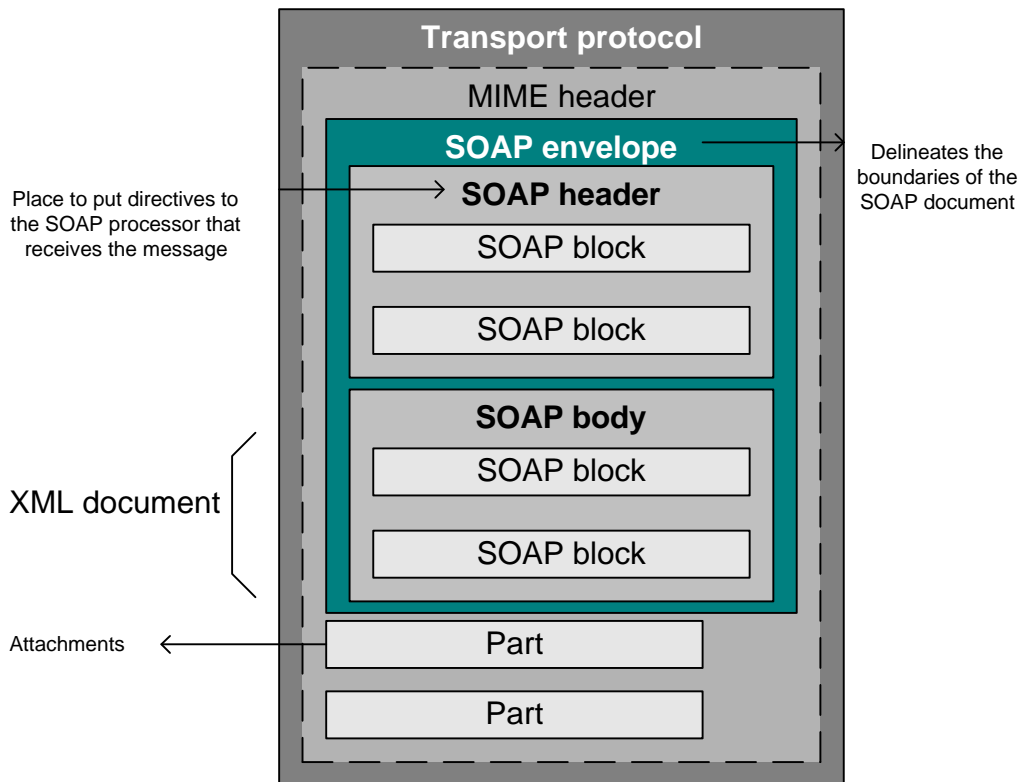 Transport protocol
MIME header
SOAP envelope
Delineates the
boundaries of the
SOAP document
Place to put directives to
the SOAP processor that
receives the message
SOAP header
SOAP block
SOAP block
SOAP body
SOAP block
XML document
SOAP block
Attachments
Part
Part